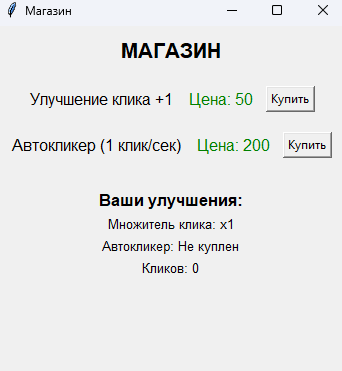 Магазин
МАГАЗИН
Улучшение клика +1 Цена: 50 Купить
Автокликер (1 клик/сек) Цена: 200 Купить
Ваши улучшения:
Множитель клика: x1
Автокликер: Не куплен
Кликов: 0